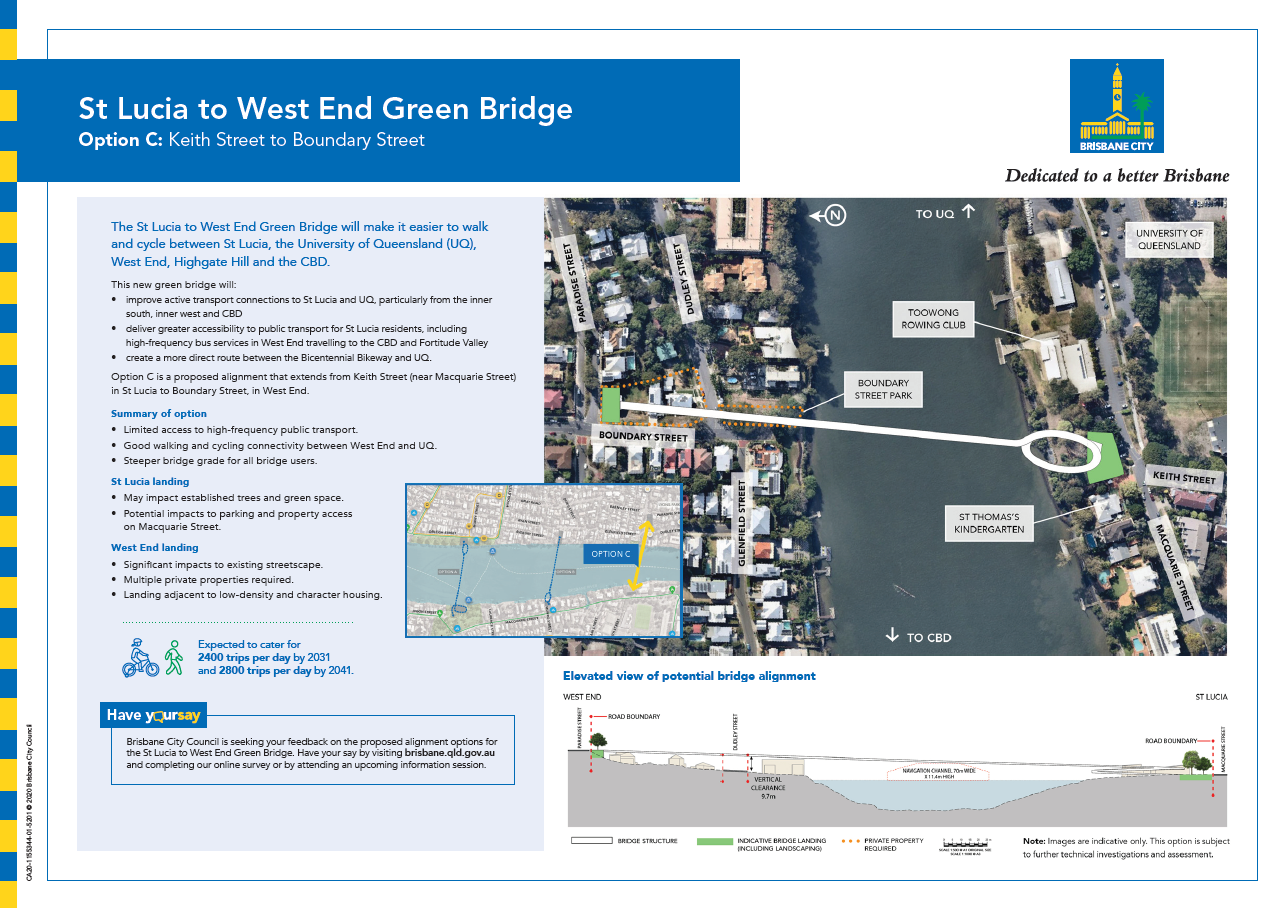 St Lucia to West End Green Bridge
Option C: Keith Street to Boundary Street
BRISBANE CITY
Dedicated to a better Brisbane
The St Lucia to West End Green Bridge will make it easier to walk
and cycle between St Lucia, the University of Queensland (UQ),
West End, Highgate Hill and the CBD.
This new green bridge will:
• improve active transport connections to St Lucia and UQ, particularly from the inner
south, inner west and CBD
• deliver greater accessibility to public transport for St Lucia residents, including
high-frequency bus services in West End travelling to the CBD and Fortitude Valley
• create a more direct route between the Bicentennial Bikeway and UQ.
Option C is a proposed alignment that extends from Keith Street (near Macquarie Street)
in St Lucia to Boundary Street, in West End.
Summary of option
• Limited access to high-frequency public transport.
• Good walking and cycling connectivity between West End and UQ.
• Steeper bridge grade for all bridge users.
St Lucia landing
• May impact established trees and green space.
• Potential impacts to parking and property access
on Macquarie Street.
West End landing
• Significant impacts to existing streetscape.
• Multiple private properties required.
• Landing adjacent to low-density and character housing.
Expected to cater for
2400 trips per day by 2031
and 2800 trips per day by 2041.
Have yoursay
Brisbane City Council is seeking your feedback on the proposed alignment options for
the St Lucia to West End Green Bridge. Have your say by visiting brisbane.qld.gov.au
and completing our online survey or by attending an upcoming information session.
CA20-1155344-01-5201 © 2020 Brisbane City Council
N
TO UQ
UNIVERSITY OF
QUEENSLAND
PARADISE STREET
DUDLEY STREET
TOOWONG
ROWING CLUB
BOUNDARY
STREET PARK
BOUNDARY STREET
KEITH STREET
GLENFIELD STREET
ST THOMAS'S
KINDERGARTEN
MACQUARIE STREET
TO CBD
OPTION C
Elevated view of potential bridge alignment
WEST END
ST LUCIA
PARADISE STREET
ROAD BOUNDARY
DUDLEY STREET
VERTICAL
CLEARANCE
9.7m
NAVIGATION CHANNEL 70m WIDE
X 11.4m HIGH
ROAD BOUNDARY
MACQUARIE STREET
BRIDGE STRUCTURE
INDICATIVE BRIDGE LANDING
(INCLUDING LANDSCAPING)
PRIVATE PROPERTY
REQUIRED
Note: Images are indicative only. This option is subject
to further technical investigations and assessment.